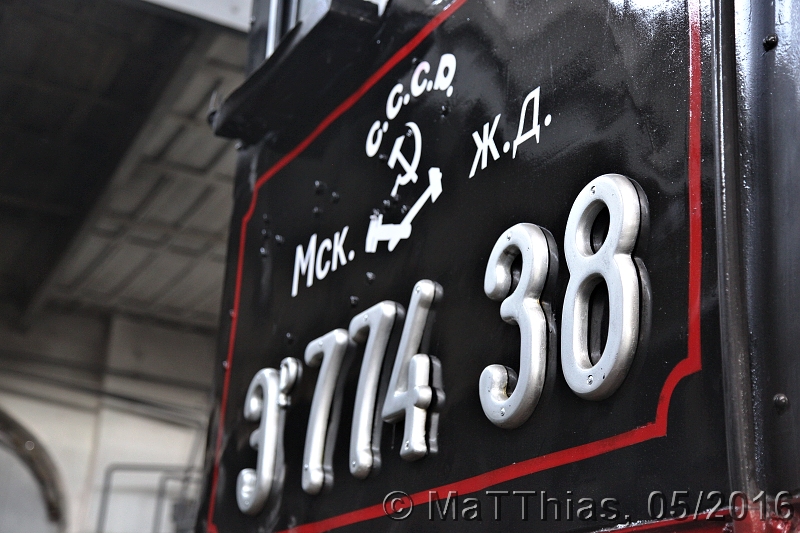 С.С.С.Р.
Мск. Ж.Д.
Э У 774 38
© MaTThias. 05/2016